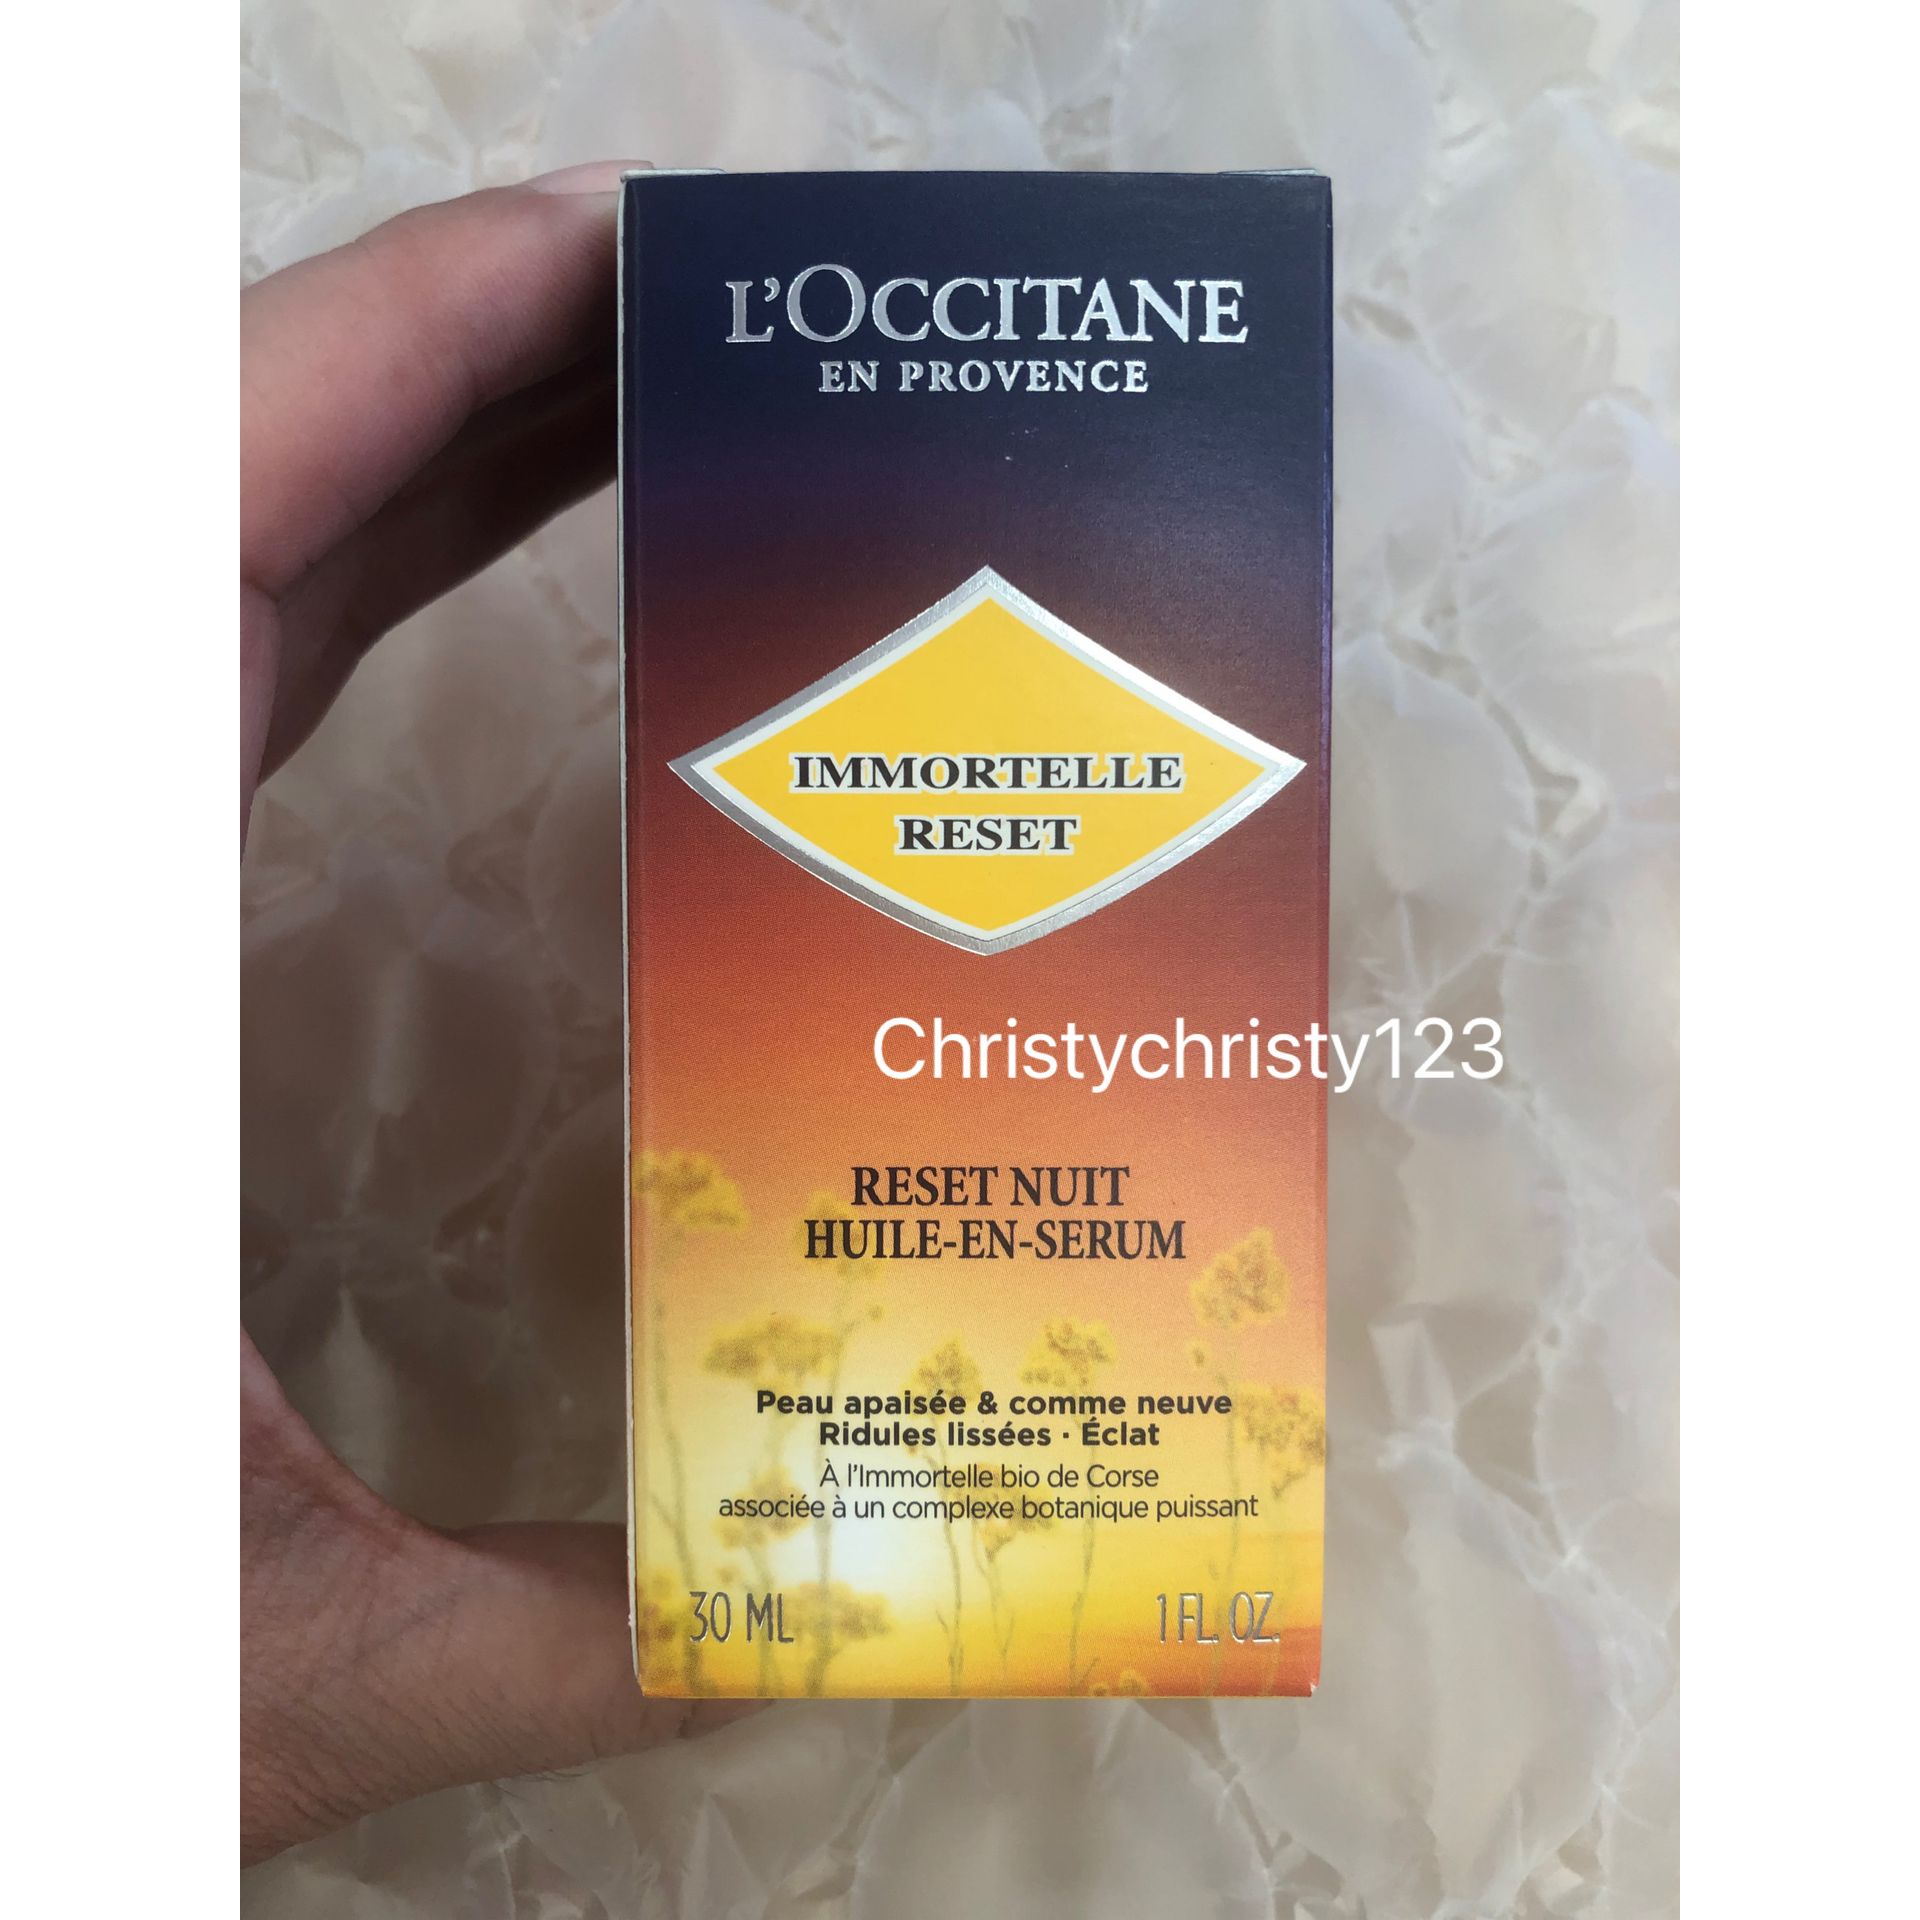 L'OCCITANE
EN PROVENCE
IMMORTELLE
RESET
Christychristy123
RESET NUIT
HUILE-EN-SERUM
Peau apaisée & comme neuve
Ridules lissées · Éclat
À l'Immortelle bio de Corse
associée à un complexe botanique puissant
30 ML 1 FL. OZ.